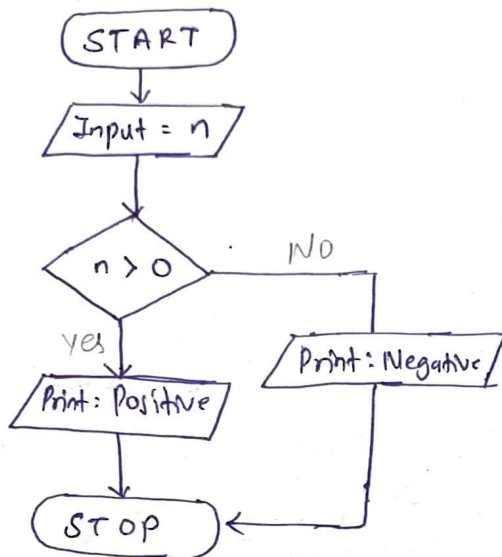 START
Input = n
n > 0
NO
yes
Print: Positive
Print: Negative
STOP